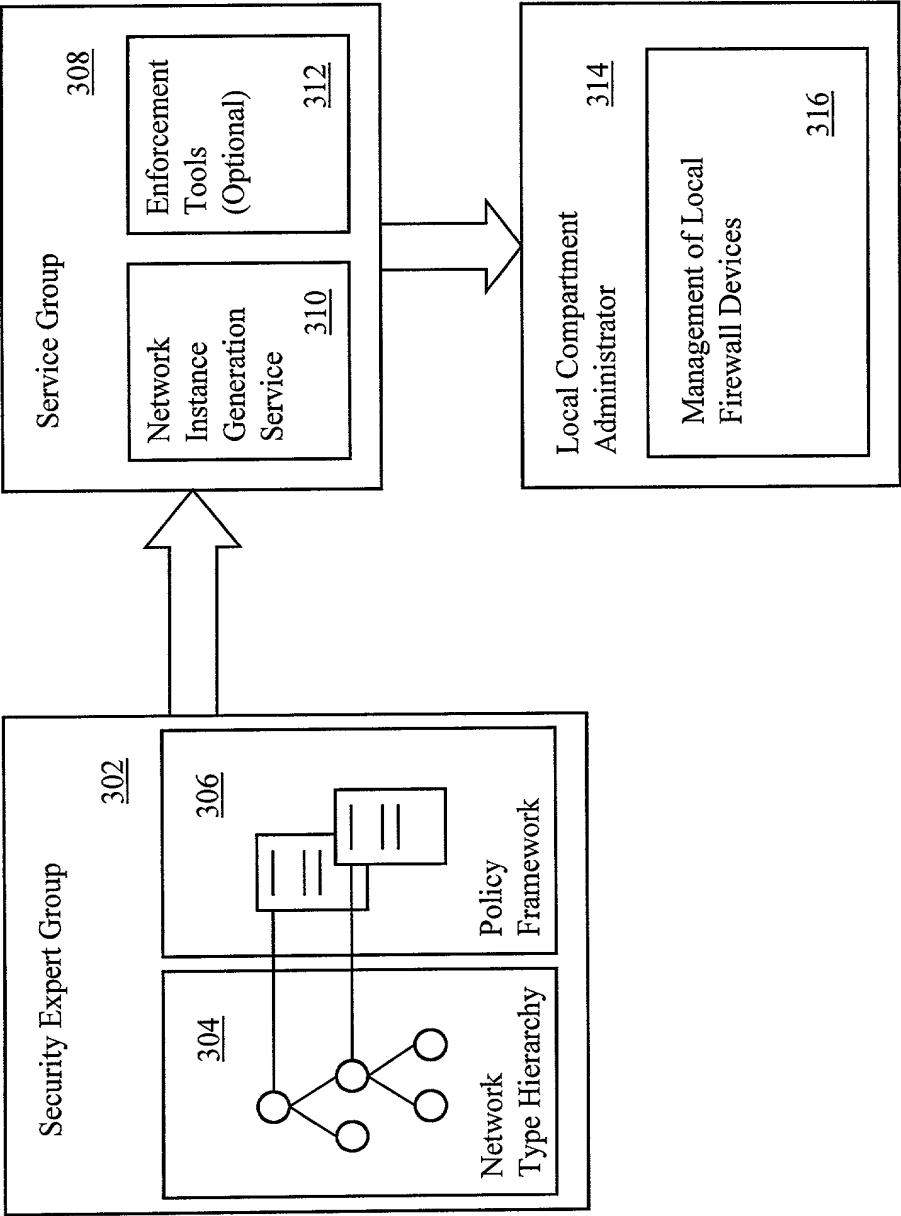 Security Expert Group
302
304
Network
Type Hierarchy
306
Policy
Framework
Service Group
308
Network
Instance
Generation
Service
310
Enforcement
Tools
(Optional)
312
Local Compartment
Administrator
314
Management of Local
Firewall Devices
316